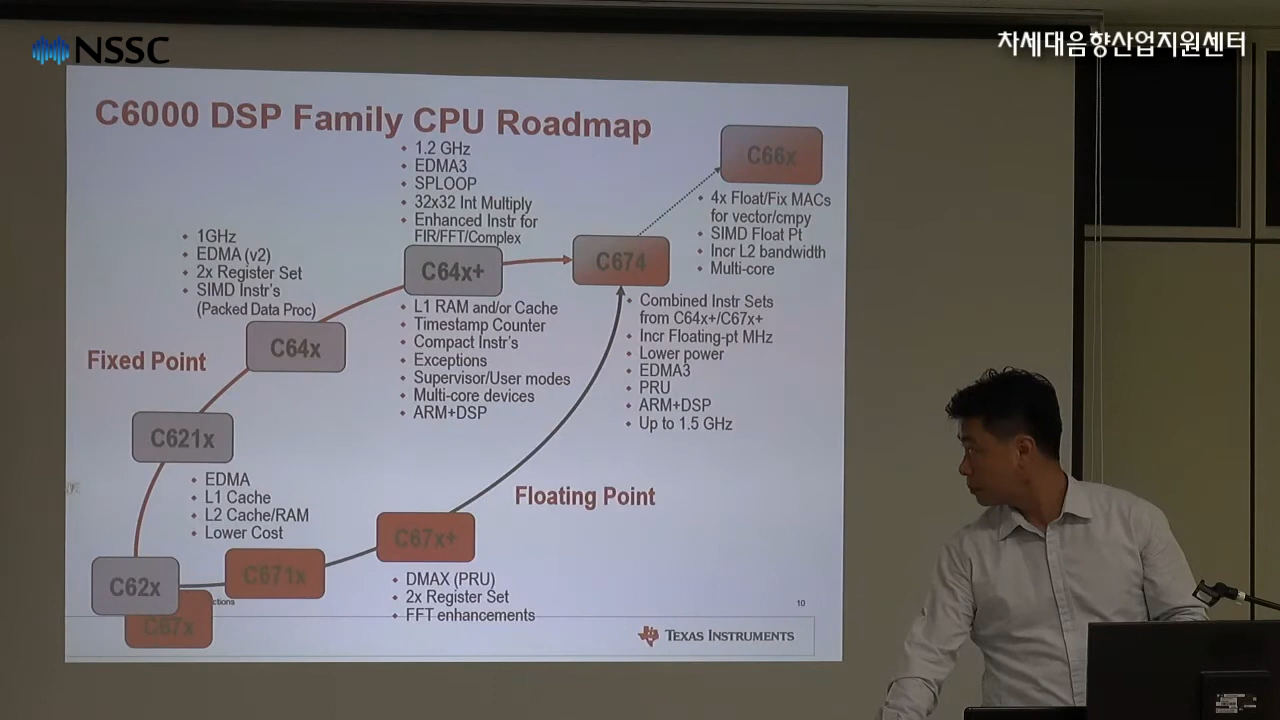 NSSC
차세대음향산업지원센터
C6000 DSP Family CPU Roadmap
• 1.2 GHz
• EDMA3
• SPLOOP
• 32x32 Int Multiply
• Enhanced Instr for
FIR/FFT/Complex
C66x
• 4x Float/Fix MACs
for vector/cmpy
• SIMD Float Pt
• Incr L2 bandwidth
• Multi-core
• 1GHz
• EDMA (v2)
• 2x Register Set
• SIMD Instr's
(Packed Data Proc)
C64x+
C674
• L1 RAM and/or Cache
• Timestamp Counter
• Compact Instr's
• Exceptions
• Supervisor/User modes
• Multi-core devices
• ARM+DSP
• Combined Instr Sets
from C64x+/C67x+
• Incr Floating-pt MHz
• Lower power
• EDMA3
• PRU
• ARM+DSP
• Up to 1.5 GHz
C64x
Fixed Point
C621x
• EDMA
• L1 Cache
• L2 Cache/RAM
• Lower Cost
Floating Point
C67x+
C671x
C62x
• DMAX (PRU)
• 2x Register Set
• FFT enhancements
C67x
10
TEXAS INSTRUMENTS